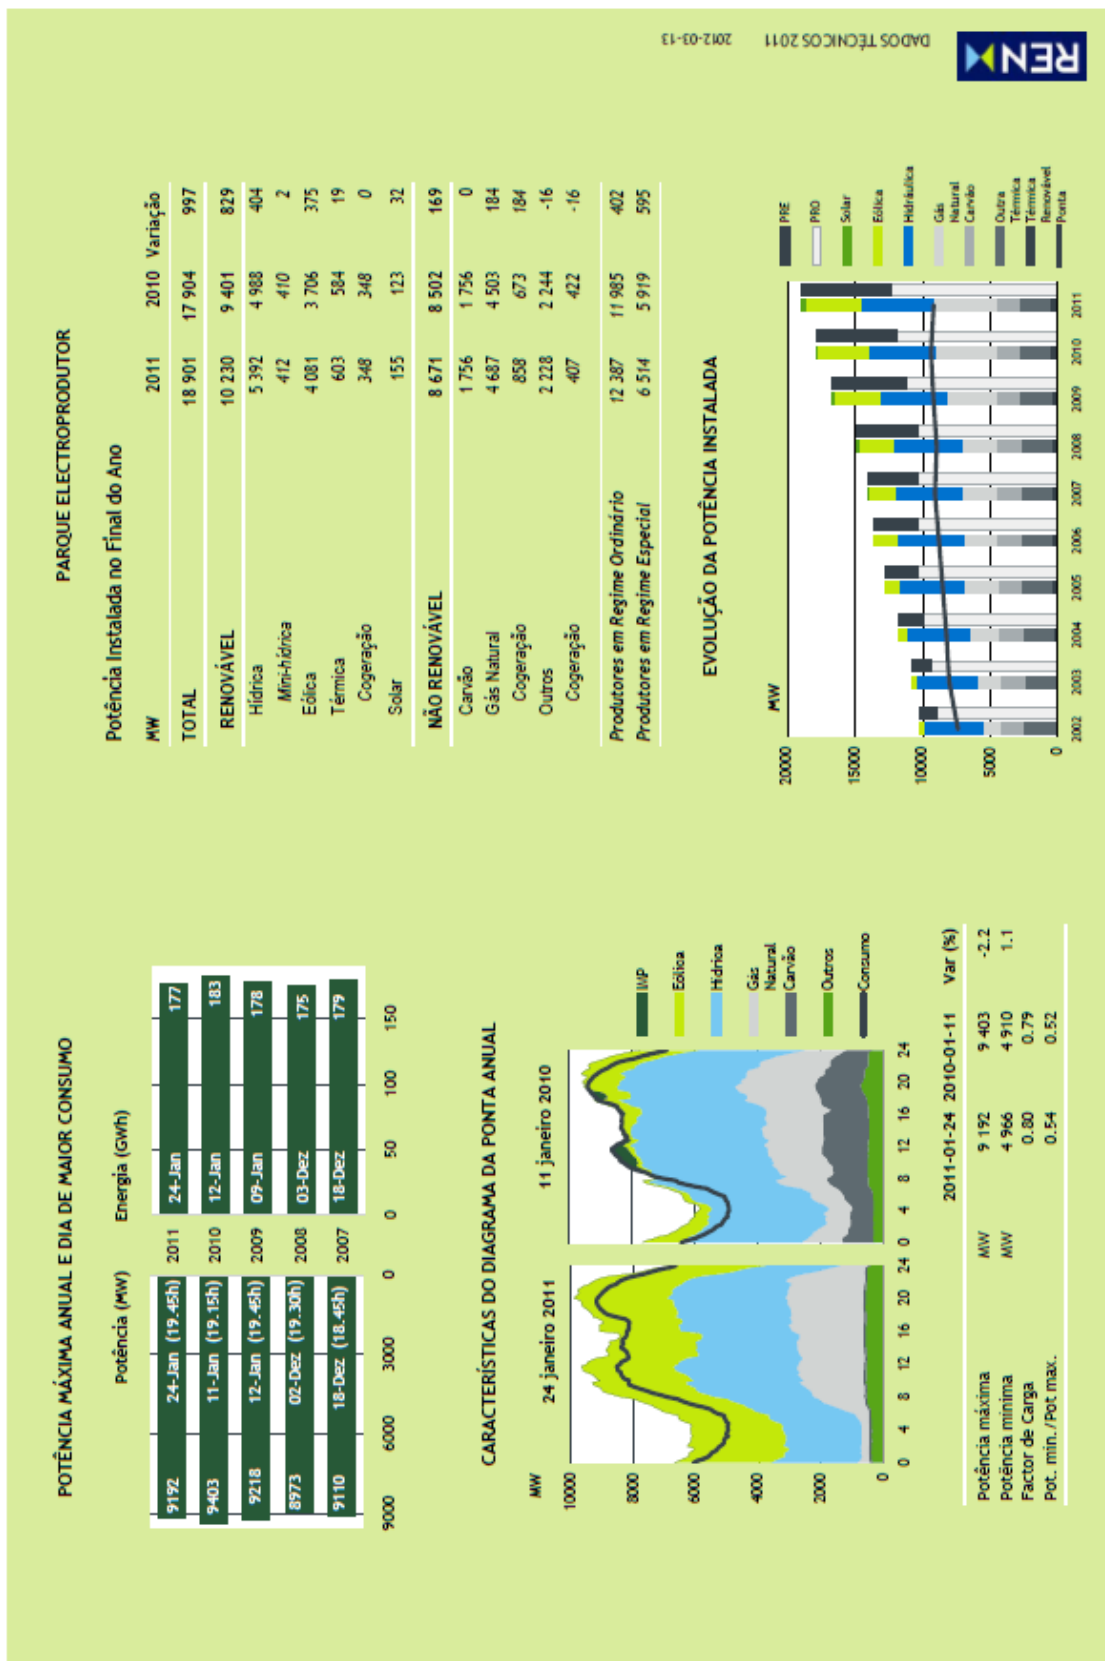 POTÊNCIA MÁXIMA ANUAL E DIA DE MAIOR CONSUMO
Potência (MW)
Energia (GWh)
9192 24-Jan (19.45h) 2011 24-Jan 177
9403 11-Jan (19.15h) 2010 12-Jan 183
9218 12-Jan (19.45h) 2009 09-Jan 178
8973 02-Dez (19.30h) 2008 03-Dez 175
9110 18-Dez (18.45h) 2007 18-Dez 179
9000 6000 3000 0 0 50 100 150
CARACTERÍSTICAS DO DIAGRAMA DA PONTA ANUAL
MW
24 janeiro 2011
11 janeiro 2010
10000
8000
6000
4000
2000
0
0 4 8 12 16 20 24
0 4 8 12 16 20 24
IMP
Eólica
Hídrica
Gás
Natural
Carvão
Outros
Consumo
2011-01-24 2010-01-11 Var (%)
Potência máxima MW 9 192 9 403 -2.2
Potência mínima MW 4 966 4 910 1.1
Factor de Carga 0.80 0.79
Pot. min./Pot max. 0.54 0.52
PARQUE ELECTROPRODUTOR
Potência Instalada no Final do Ano
MW 2011 2010 Variação
TOTAL 18 901 17 904 997
RENOVÁVEL 10 230 9 401 829
Hídrica 5 392 4 988 404
Mini-hídrica 412 410 2
Eólica 4 081 3 706 375
Térmica 603 584 19
Cogeração 348 348 0
Solar 155 123 32
NÃO RENOVÁVEL 8 671 8 502 169
Carvão 1 756 1 756 0
Gás Natural 4 687 4 503 184
Cogeração 858 673 184
Outros 2 228 2 244 -16
Cogeração 407 422 -16
Produtores em Regime Ordinário 12 387 11 985 402
Produtores em Regime Especial 6 514 5 919 595
EVOLUÇÃO DA POTÊNCIA INSTALADA
MW
20000
15000
10000
5000
0
2002 2003 2004 2005 2006 2007 2008 2009 2010 2011
PRE
PRO
Solar
Eólica
Hidráulica
Gás
Natural
Carvão
Outra
Térmica
Térmica
Renovável
Ponta
2012-03-13 DADOS TÉCNICOS 2011
REN